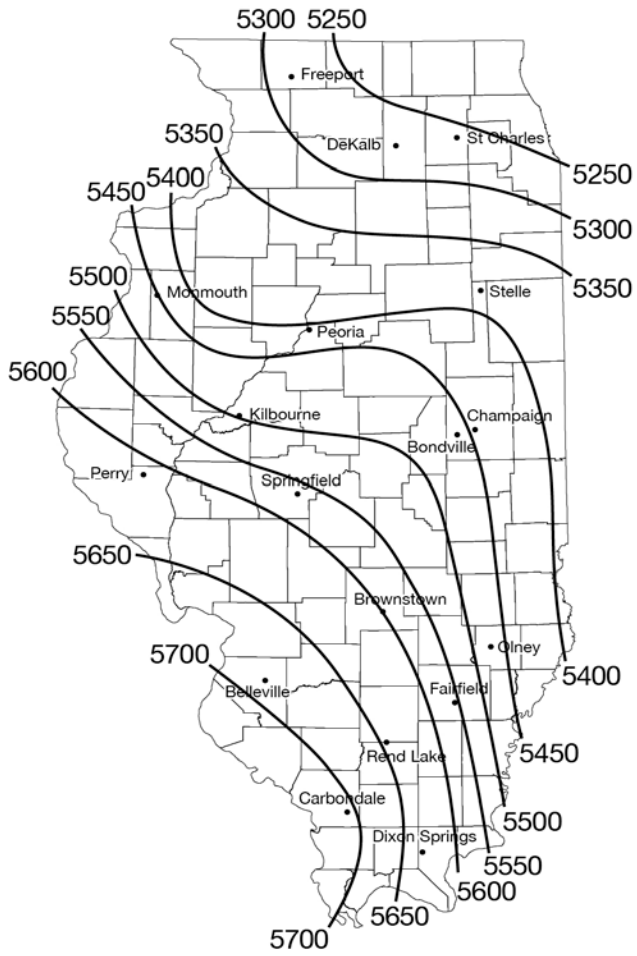 5300 5250
Freeport
5350
DeKalb
St Charles
5250
5400
5450
5300
5500
Monmouth
Stelle
5350
5550
Peoria
5600
Kilbourne
Champaign
Bondville
Perry
Springfield
5650
Brownstown
5700
Olney
5400
Belleville
Fairfield
5450
Rend Lake
Carbondale
5500
Dixon Springs
5550
5600
5650
5700